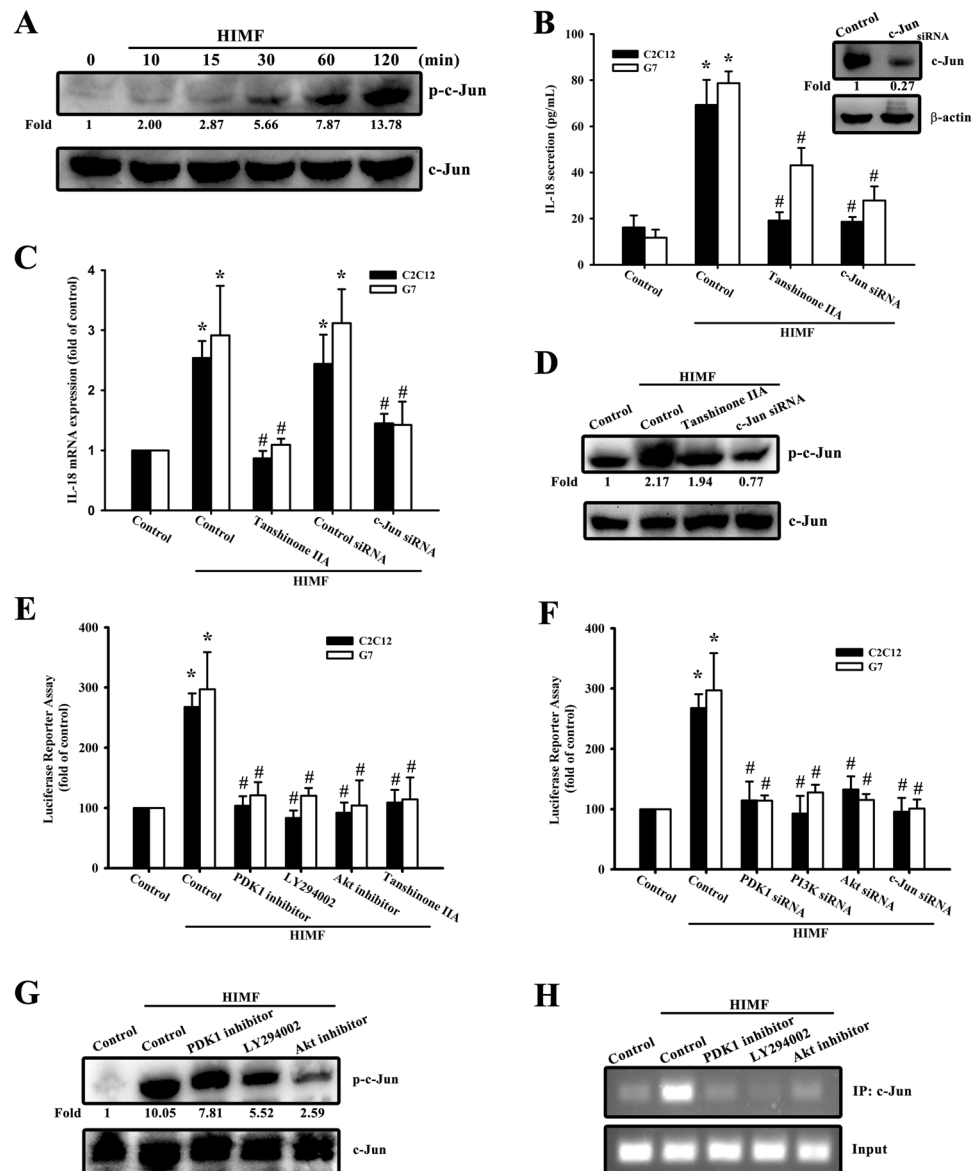 A
HIMF
0 10 15 30 60 120 (min)
p-c-Jun
Fold 1 2.00 2.87 5.66 7.87 13.78
c-Jun
B
C2C12
G7
IL-18 secretion (pg/mL)
100
80
60
40
20
0
* *
# #
# #
Control
Control
Tanshinone IIA
c-Jun siRNA
HIMF
Control c-Jun siRNA
c-Jun
Fold 1 0.27
β-actin
C
C2C12
G7
IL-18 mRNA expression (fold of control)
4
3
2
1
0
* *
# #
* *
# #
Control
Control
Tanshinone IIA
Control siRNA
c-Jun siRNA
HIMF
D
HIMF
Control Control Tanshinone IIA c-Jun siRNA
p-c-Jun
Fold 1 2.17 1.94 0.77
c-Jun
E
C2C12
G7
Luciferase Reporter Assay
(fold of control)
400
300
200
100
0
* *
# #
# #
# #
# #
Control
Control
PDK1 inhibitor
LY294002
Akt inhibitor
Tanshinone IIA
HIMF
F
C2C12
G7
Luciferase Reporter Assay
(fold of control)
400
300
200
100
0
* *
# #
# #
# #
# #
Control
Control
PDK1 siRNA
PI3K siRNA
Akt siRNA
c-Jun siRNA
HIMF
G
HIMF
Control Control PDK1 inhibitor LY294002 Akt inhibitor
p-c-Jun
Fold 1 10.05 7.81 5.52 2.59
c-Jun
H
HIMF
Control Control PDK1 inhibitor LY294002 Akt inhibitor
IP: c-Jun
Input